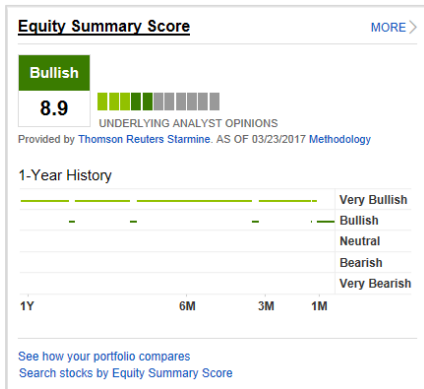 Equity Summary Score MORE
Bullish
8.9
UNDERLYING ANALYST OPINIONS
Provided by Thomson Reuters Starmine. AS OF 03/23/2017 Methodology
1-Year History
Very Bullish
Bullish
Neutral
Bearish
Very Bearish
1Y 6M 3M 1M
See how your portfolio compares
Search stocks by Equity Summary Score